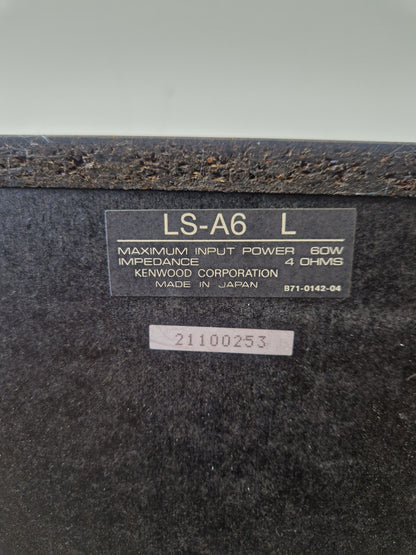 LS-A6 L
MAXIMUM INPUT POWER 60W
IMPEDANCE 4 OHMS
KENWOOD CORPORATION
MADE IN JAPAN B71-0142-04
21100253